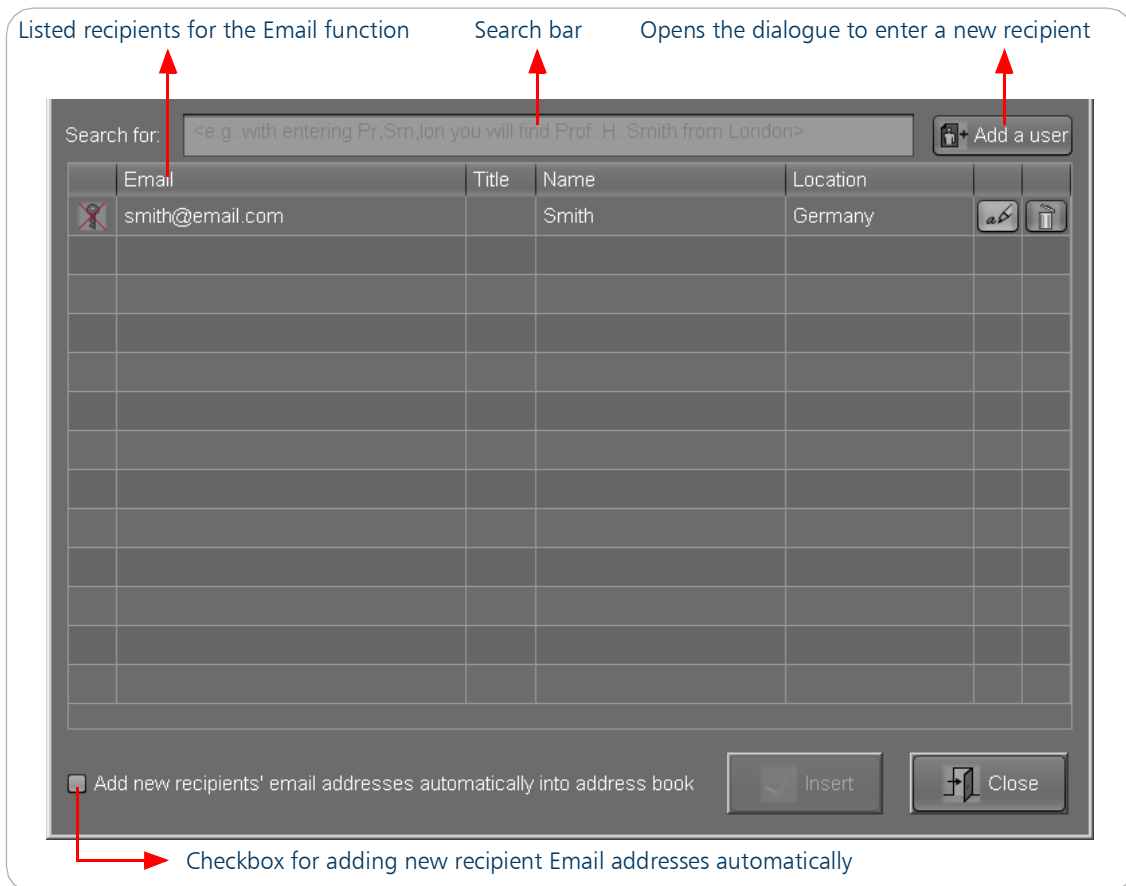 Listed recipients for the Email function Search bar Opens the dialogue to enter a new recipient
Search for: <e.g. with entering Pr,Sm,lon you will find Prof. H. Smith from London> Add a user
Email Title Name Location
smith@email.com Smith Germany
Add new recipients' email addresses automatically into address book Insert Close
Checkbox for adding new recipient Email addresses automatically